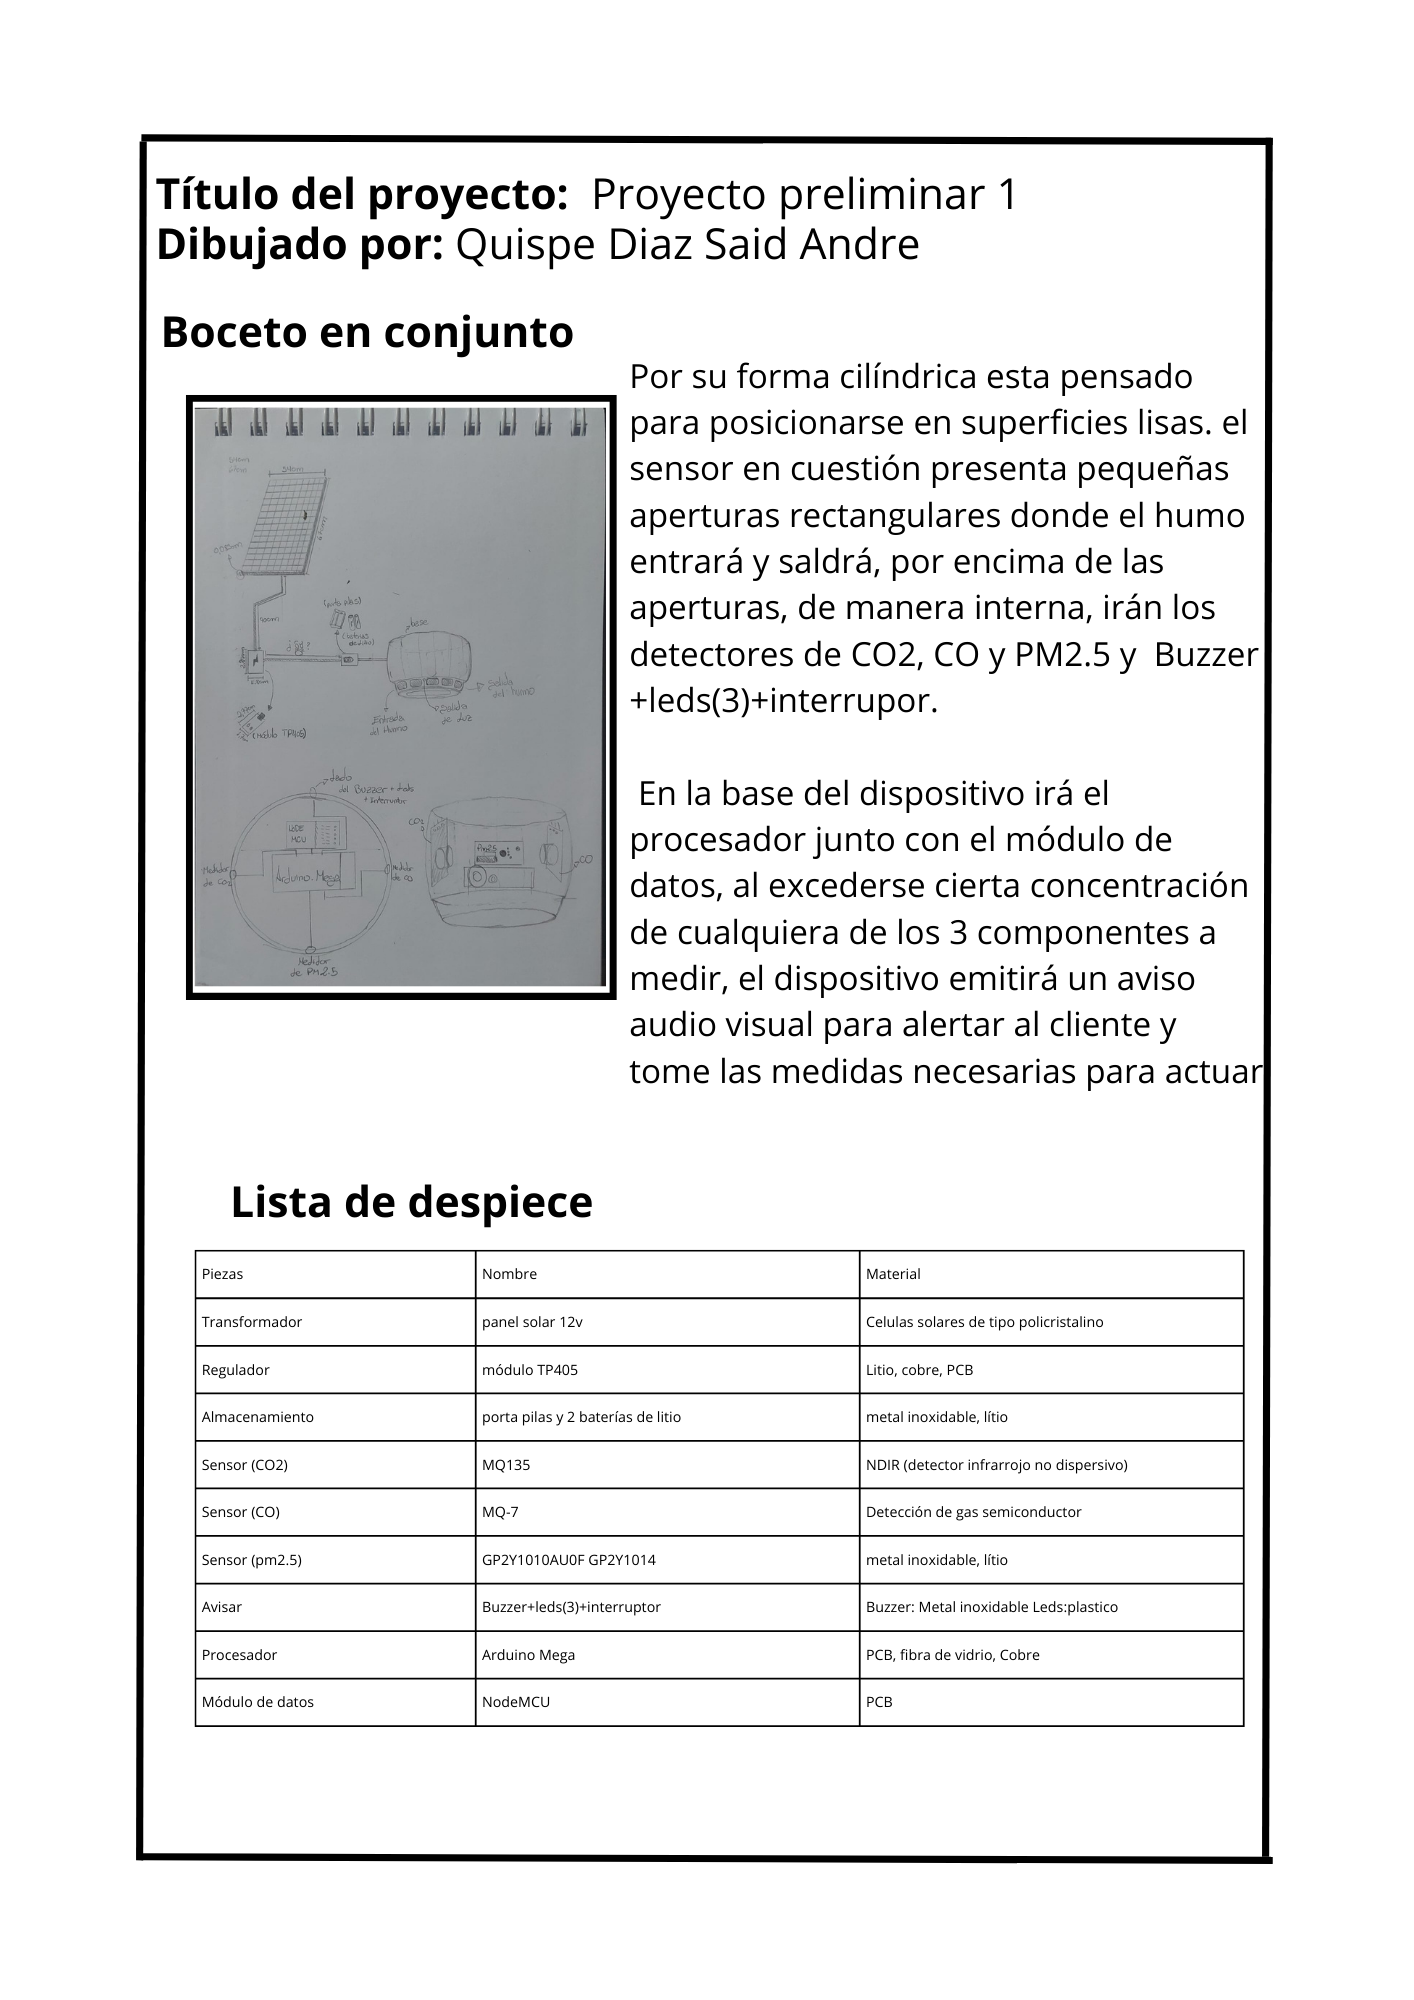 Título del proyecto: Proyecto preliminar 1
Dibujado por: Quispe Diaz Said Andre
Boceto en conjunto
540mm
base
Salida
del humo
Entrada
del Humo
Salida
de Luz
(módulo TP405)
lado
del Buzzer + leds
+ interruptor
NODE
MCU
Arduino Mega
Medidor
de CO2
Medidor
de CO
Medidor
de PM2.5
CO2
Pm2.5
CO
Por su forma cilíndrica esta pensado
para posicionarse en superficies lisas. el
sensor en cuestión presenta pequeñas
aperturas rectangulares donde el humo
entrará y saldrá, por encima de las
aperturas, de manera interna, irán los
detectores de CO2, CO y PM2.5 y  Buzzer
+leds(3)+interrupor.
En la base del dispositivo irá el
procesador junto con el módulo de
datos, al excederse cierta concentración
de cualquiera de los 3 componentes a
medir, el dispositivo emitirá un aviso
audio visual para alertar al cliente y
tome las medidas necesarias para actuar
Lista de despiece
Piezas Nombre Material
Transformador panel solar 12v Celulas solares de tipo policristalino
Regulador módulo TP405 Litio, cobre, PCB
Almacenamiento porta pilas y 2 baterías de litio metal inoxidable, lítio
Sensor (CO2) MQ135 NDIR (detector infrarrojo no dispersivo)
Sensor (CO) MQ-7 Detección de gas semiconductor
Sensor (pm2.5) GP2Y1010AU0F GP2Y1014 metal inoxidable, lítio
Avisar Buzzer+leds(3)+interruptor Buzzer: Metal inoxidable Leds:plastico
Procesador Arduino Mega PCB, fibra de vidrio, Cobre
Módulo de datos NodeMCU PCB